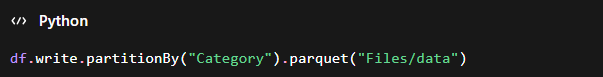 </> Python
df.write.partitionBy("Category").parquet("Files/data")